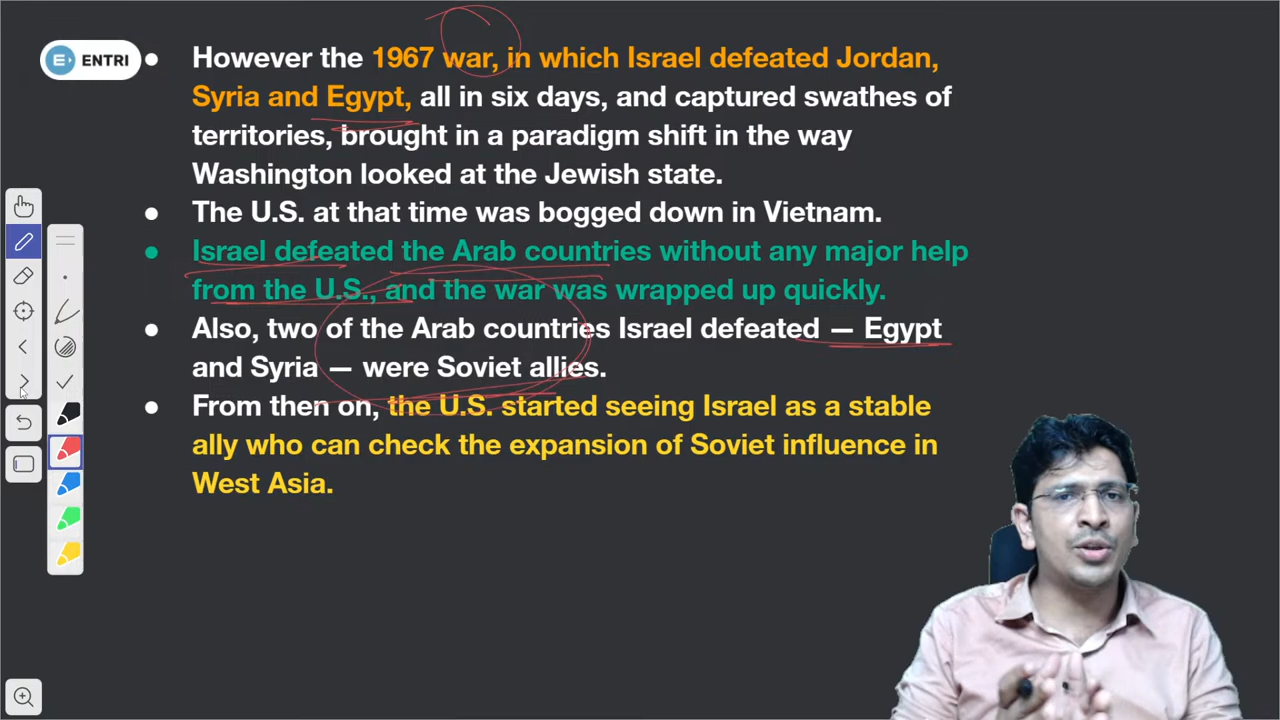 ENTRI
However the 1967 war, in which Israel defeated Jordan,
Syria and Egypt, all in six days, and captured swathes of
territories, brought in a paradigm shift in the way
Washington looked at the Jewish state.
The U.S. at that time was bogged down in Vietnam.
Israel defeated the Arab countries without any major help
from the U.S., and the war was wrapped up quickly.
Also, two of the Arab countries Israel defeated — Egypt
and Syria — were Soviet allies.
From then on, the U.S. started seeing Israel as a stable
ally who can check the expansion of Soviet influence in
West Asia.